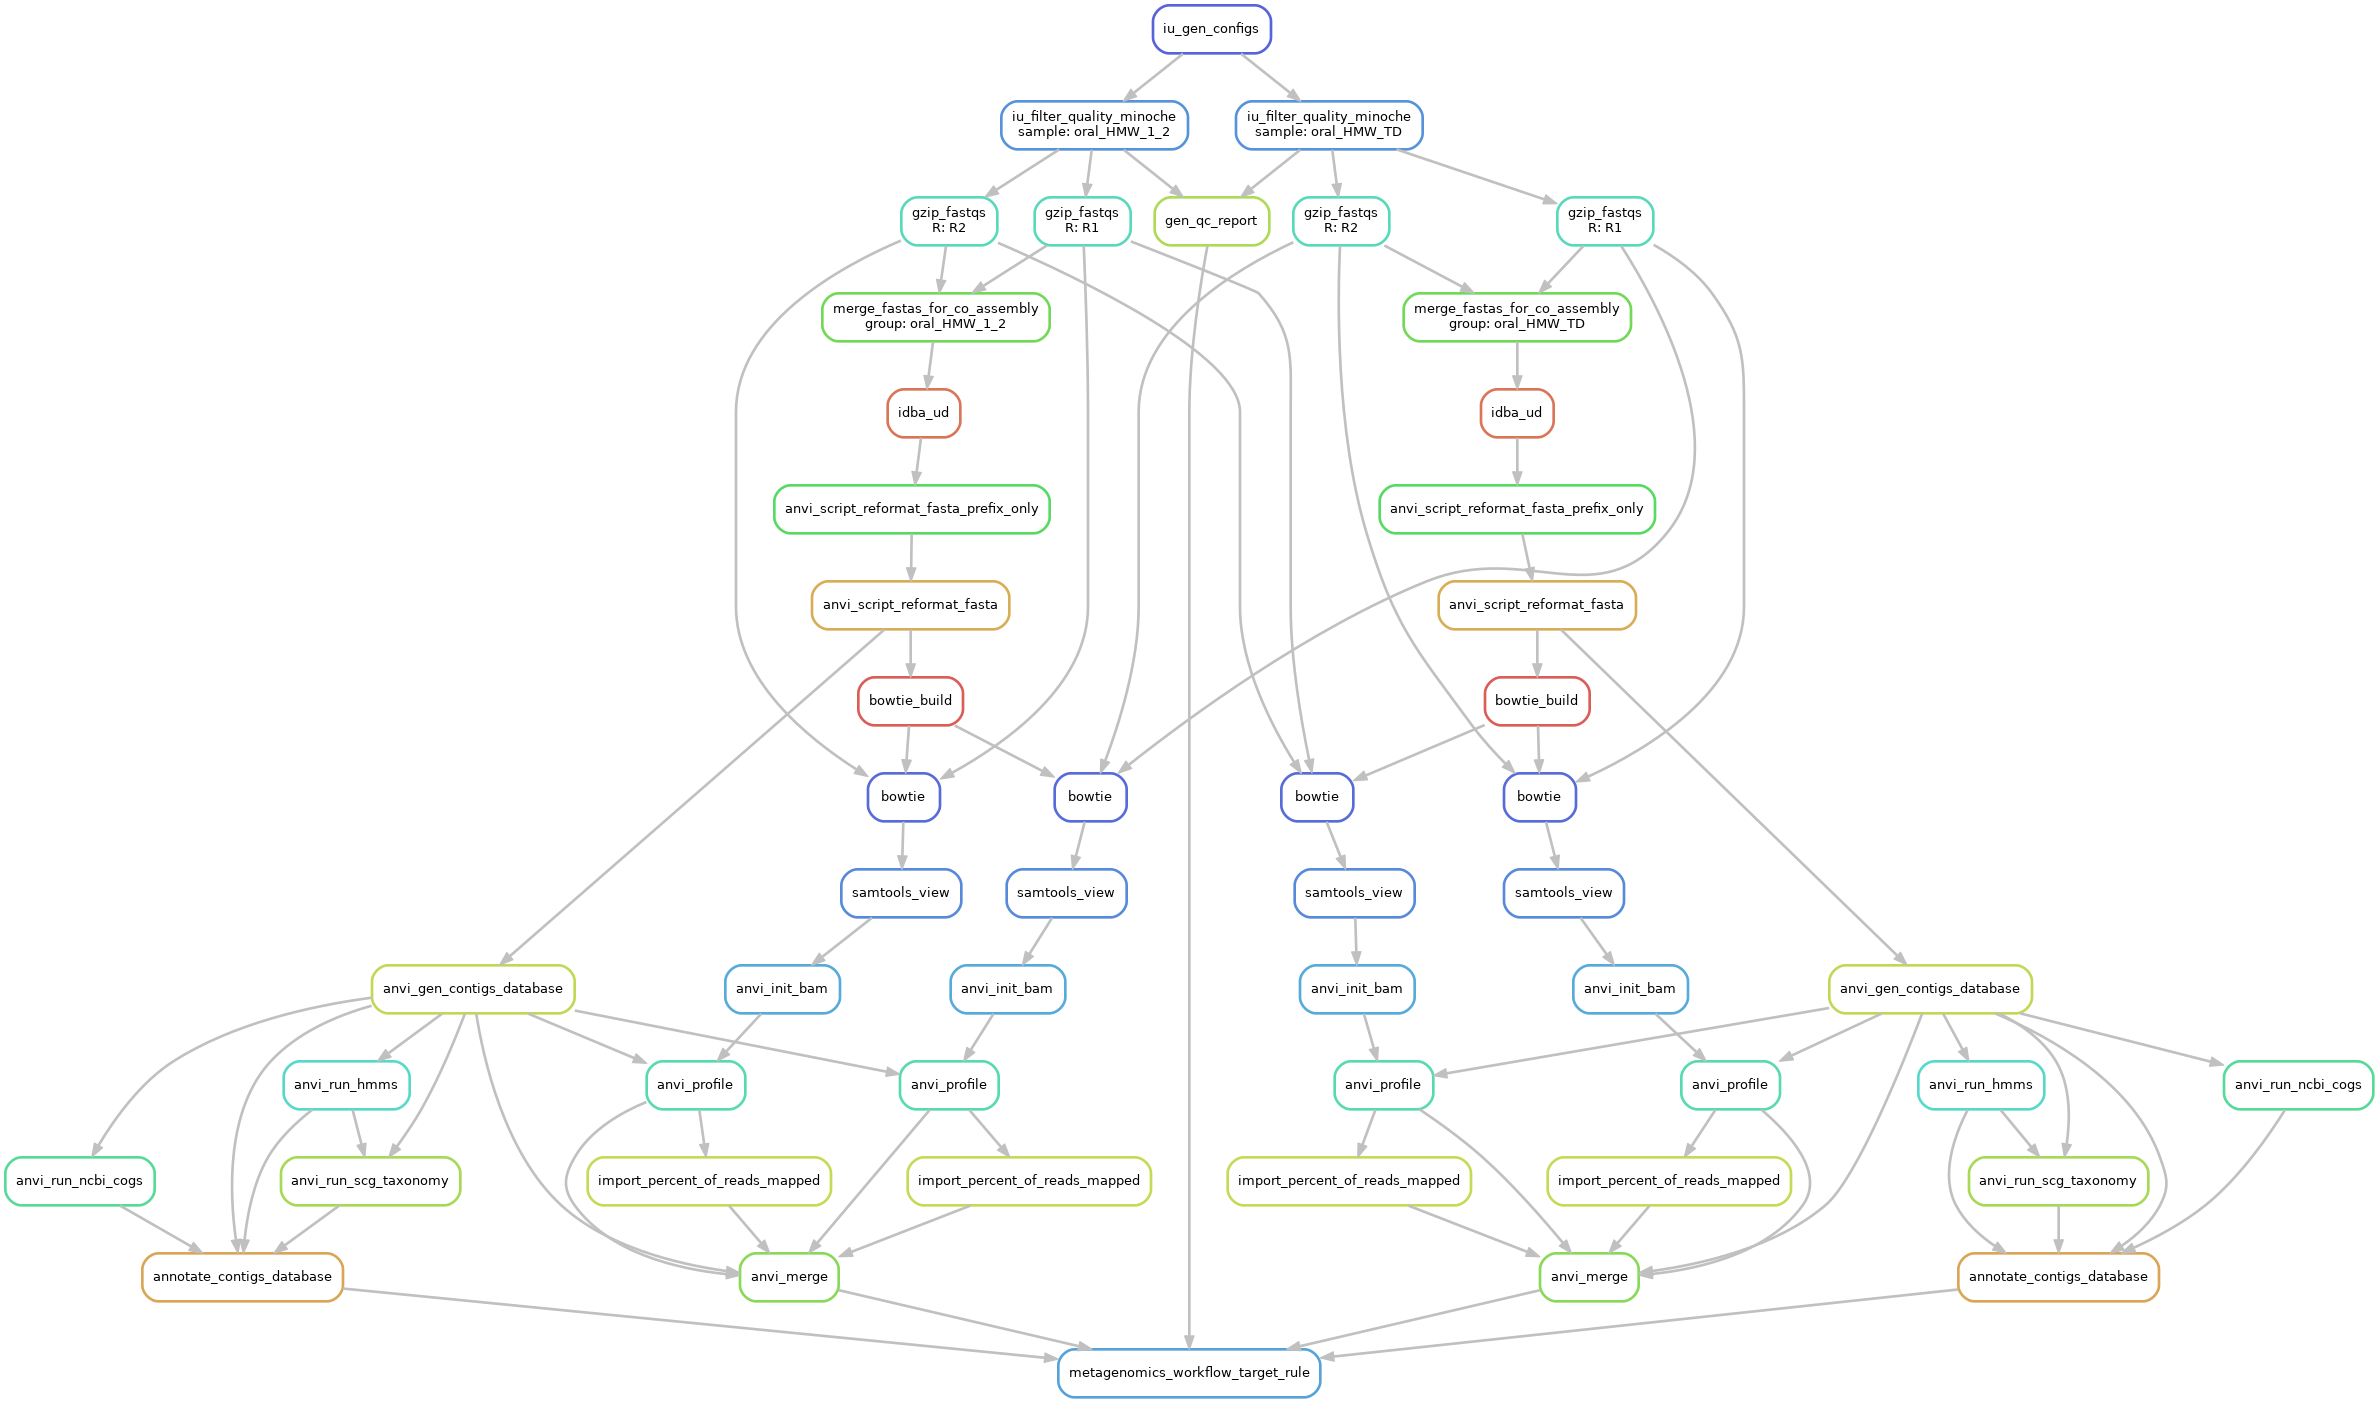 iu_gen_configs
iu_filter_quality_minoche
sample: oral_HMW_1_2
iu_filter_quality_minoche
sample: oral_HMW_TD
gzip_fastqs
R: R2
gzip_fastqs
R: R1
gen_qc_report
gzip_fastqs
R: R2
gzip_fastqs
R: R1
merge_fastas_for_co_assembly
group: oral_HMW_1_2
merge_fastas_for_co_assembly
group: oral_HMW_TD
idba_ud
idba_ud
anvi_script_reformat_fasta_prefix_only
anvi_script_reformat_fasta_prefix_only
anvi_script_reformat_fasta
anvi_script_reformat_fasta
bowtie_build
bowtie_build
bowtie
bowtie
bowtie
bowtie
samtools_view
samtools_view
samtools_view
samtools_view
anvi_gen_contigs_database
anvi_init_bam
anvi_init_bam
anvi_init_bam
anvi_init_bam
anvi_gen_contigs_database
anvi_run_hmms
anvi_profile
anvi_profile
anvi_profile
anvi_profile
anvi_run_hmms
anvi_run_ncbi_cogs
anvi_run_ncbi_cogs
anvi_run_scg_taxonomy
import_percent_of_reads_mapped
import_percent_of_reads_mapped
import_percent_of_reads_mapped
import_percent_of_reads_mapped
anvi_run_scg_taxonomy
annotate_contigs_database
anvi_merge
anvi_merge
annotate_contigs_database
metagenomics_workflow_target_rule